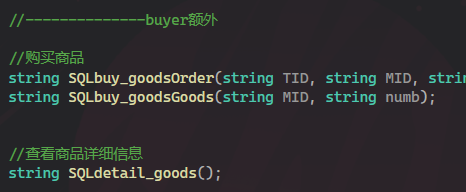 //--------------buyer额外
//购买商品
string SQLbuy_goodsOrder(string TID, string MID, strin
string SQLbuy_goodsGoods(string MID, string numb);
//查看商品详细信息
string SQLdetail_goods();